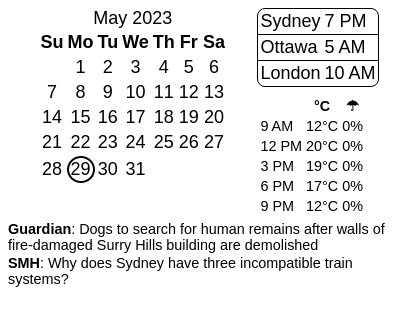 May 2023
Su Mo Tu We Th Fr Sa
1 2 3 4 5 6
7 8 9 10 11 12 13
14 15 16 17 18 19 20
21 22 23 24 25 26 27
28 29 30 31
Sydney 7 PM
Ottawa 5 AM
London 10 AM
°C ☂
9 AM 12°C 0%
12 PM 20°C 0%
3 PM 19°C 0%
6 PM 17°C 0%
9 PM 12°C 0%
Guardian: Dogs to search for human remains after walls of
fire-damaged Surry Hills building are demolished
SMH: Why does Sydney have three incompatible train
systems?